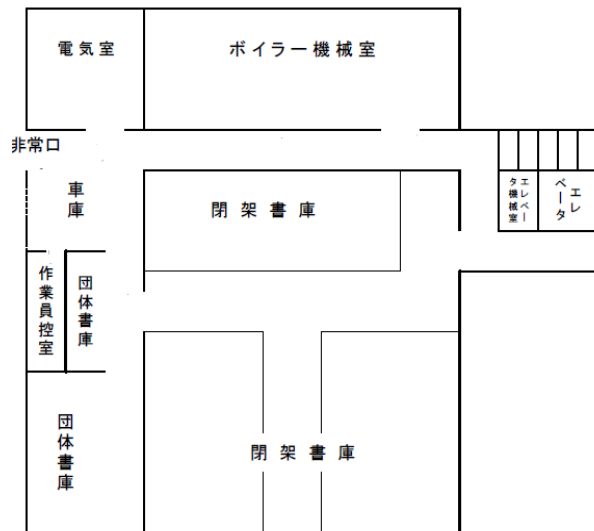 電気室
ボイラー機械室
非常口
車庫
閉架書庫
エレベータ機械室
エレベータ
作業員控室
団体書庫
団体書庫
閉架書庫